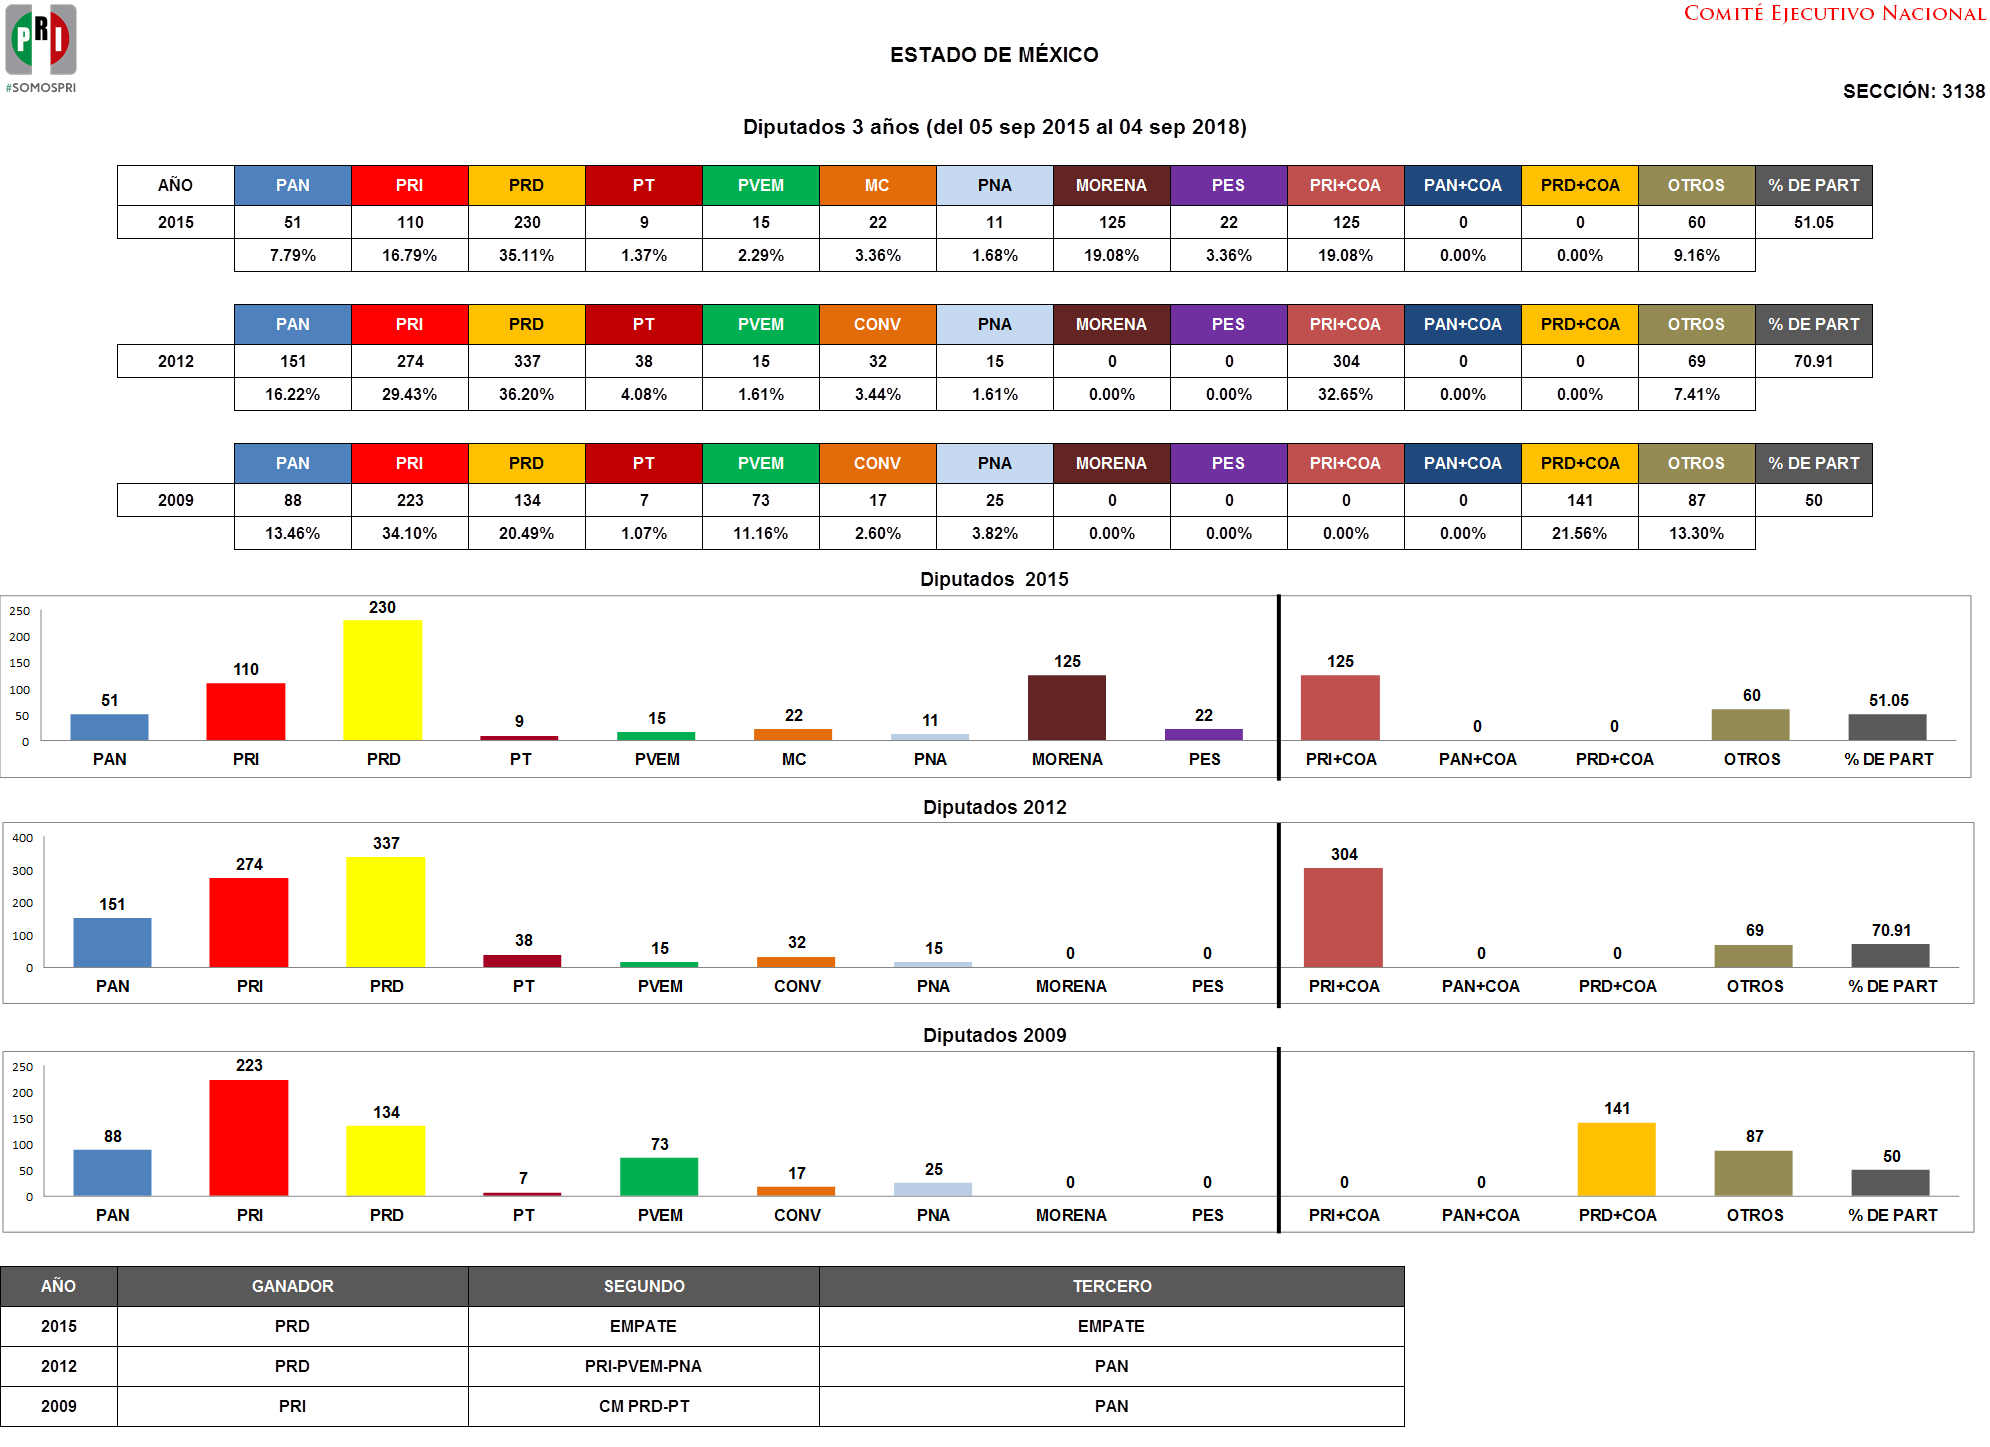 PRI
#SOMOSPRI
COMITÉ EJECUTIVO NACIONAL
ESTADO DE MÉXICO
SECCIÓN: 3138
Diputados 3 años (del 05 sep 2015 al 04 sep 2018)
AÑO PAN PRI PRD PT PVEM MC PNA MORENA PES PRI+COA PAN+COA PRD+COA OTROS % DE PART
2015 51 110 230 9 15 22 11 125 22 125 0 0 60 51.05
7.79% 16.79% 35.11% 1.37% 2.29% 3.36% 1.68% 19.08% 3.36% 19.08% 0.00% 0.00% 9.16%
PAN PRI PRD PT PVEM CONV PNA MORENA PES PRI+COA PAN+COA PRD+COA OTROS % DE PART
2012 151 274 337 38 15 32 15 0 0 304 0 0 69 70.91
16.22% 29.43% 36.20% 4.08% 1.61% 3.44% 1.61% 0.00% 0.00% 32.65% 0.00% 0.00% 7.41%
PAN PRI PRD PT PVEM CONV PNA MORENA PES PRI+COA PAN+COA PRD+COA OTROS % DE PART
2009 88 223 134 7 73 17 25 0 0 0 0 141 87 50
13.46% 34.10% 20.49% 1.07% 11.16% 2.60% 3.82% 0.00% 0.00% 0.00% 0.00% 21.56% 13.30%
Diputados 2015
250
200
150
100
50
0
51 110 230 9 15 22 11 125 22 125 0 0 60 51.05
PAN PRI PRD PT PVEM MC PNA MORENA PES PRI+COA PAN+COA PRD+COA OTROS % DE PART
Diputados 2012
400
300
200
100
0
151 274 337 38 15 32 15 0 0 304 0 0 69 70.91
PAN PRI PRD PT PVEM CONV PNA MORENA PES PRI+COA PAN+COA PRD+COA OTROS % DE PART
Diputados 2009
250
200
150
100
50
0
88 223 134 7 73 17 25 0 0 0 0 141 87 50
PAN PRI PRD PT PVEM CONV PNA MORENA PES PRI+COA PAN+COA PRD+COA OTROS % DE PART
AÑO GANADOR SEGUNDO TERCERO
2015 PRD EMPATE EMPATE
2012 PRD PRI-PVEM-PNA PAN
2009 PRI CM PRD-PT PAN